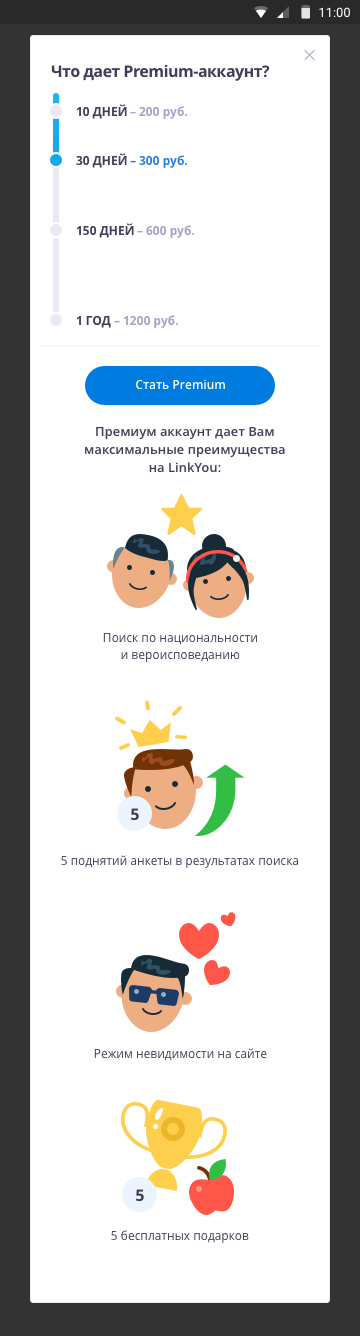 11:00
Что дает Premium-аккаунт?
10 ДНЕЙ – 200 руб.
30 ДНЕЙ – 300 руб.
150 ДНЕЙ – 600 руб.
1 ГОД – 1200 руб.
Стать Premium
Премиум аккаунт дает Вам
максимальные преимущества
на LinkYou:
Поиск по национальности
и вероисповеданию
5
5 поднятий анкеты в результатах поиска
Режим невидимости на сайте
5
5 бесплатных подарков